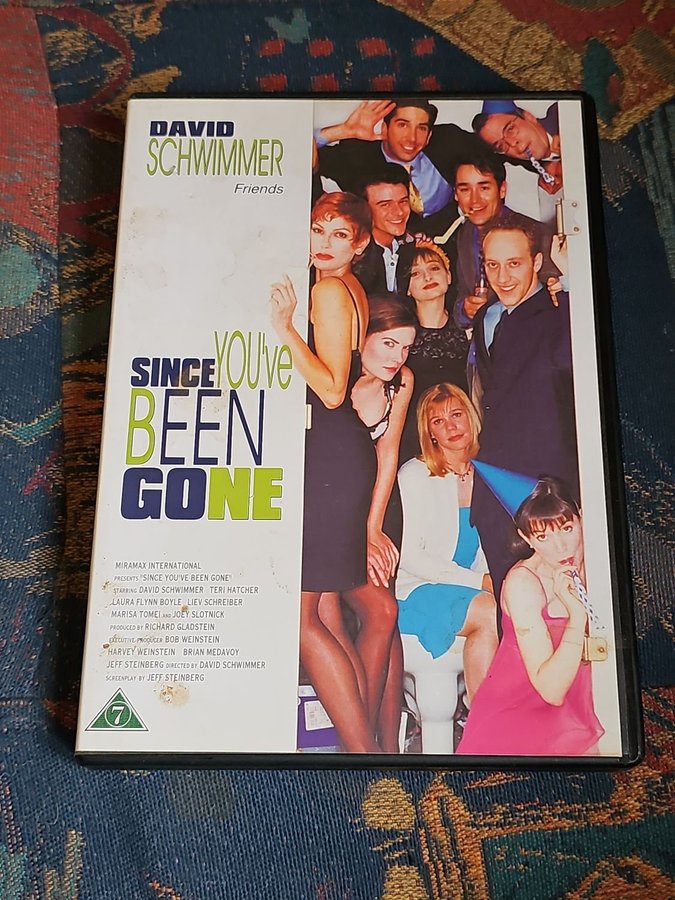 DAVID
SCHWIMMER
Friends
SINCE YOU'VE
BEEN
GONE
MIRAMAX INTERNATIONAL
PRESENTS "SINCE YOU'VE BEEN GONE"
STARRING DAVID SCHWIMMER TERI HATCHER
LAURA FLYNN BOYLE LIEV SCHREIBER
MARISA TOMEI AND JOEY SLOTNICK
PRODUCED BY RICHARD GLADSTEIN
EXECUTIVE PRODUCER BOB WEINSTEIN
HARVEY WEINSTEIN BRIAN MEDAVOY
JEFF STEINBERG DIRECTED BY DAVID SCHWIMMER
SCREENPLAY BY JEFF STEINBERG
7